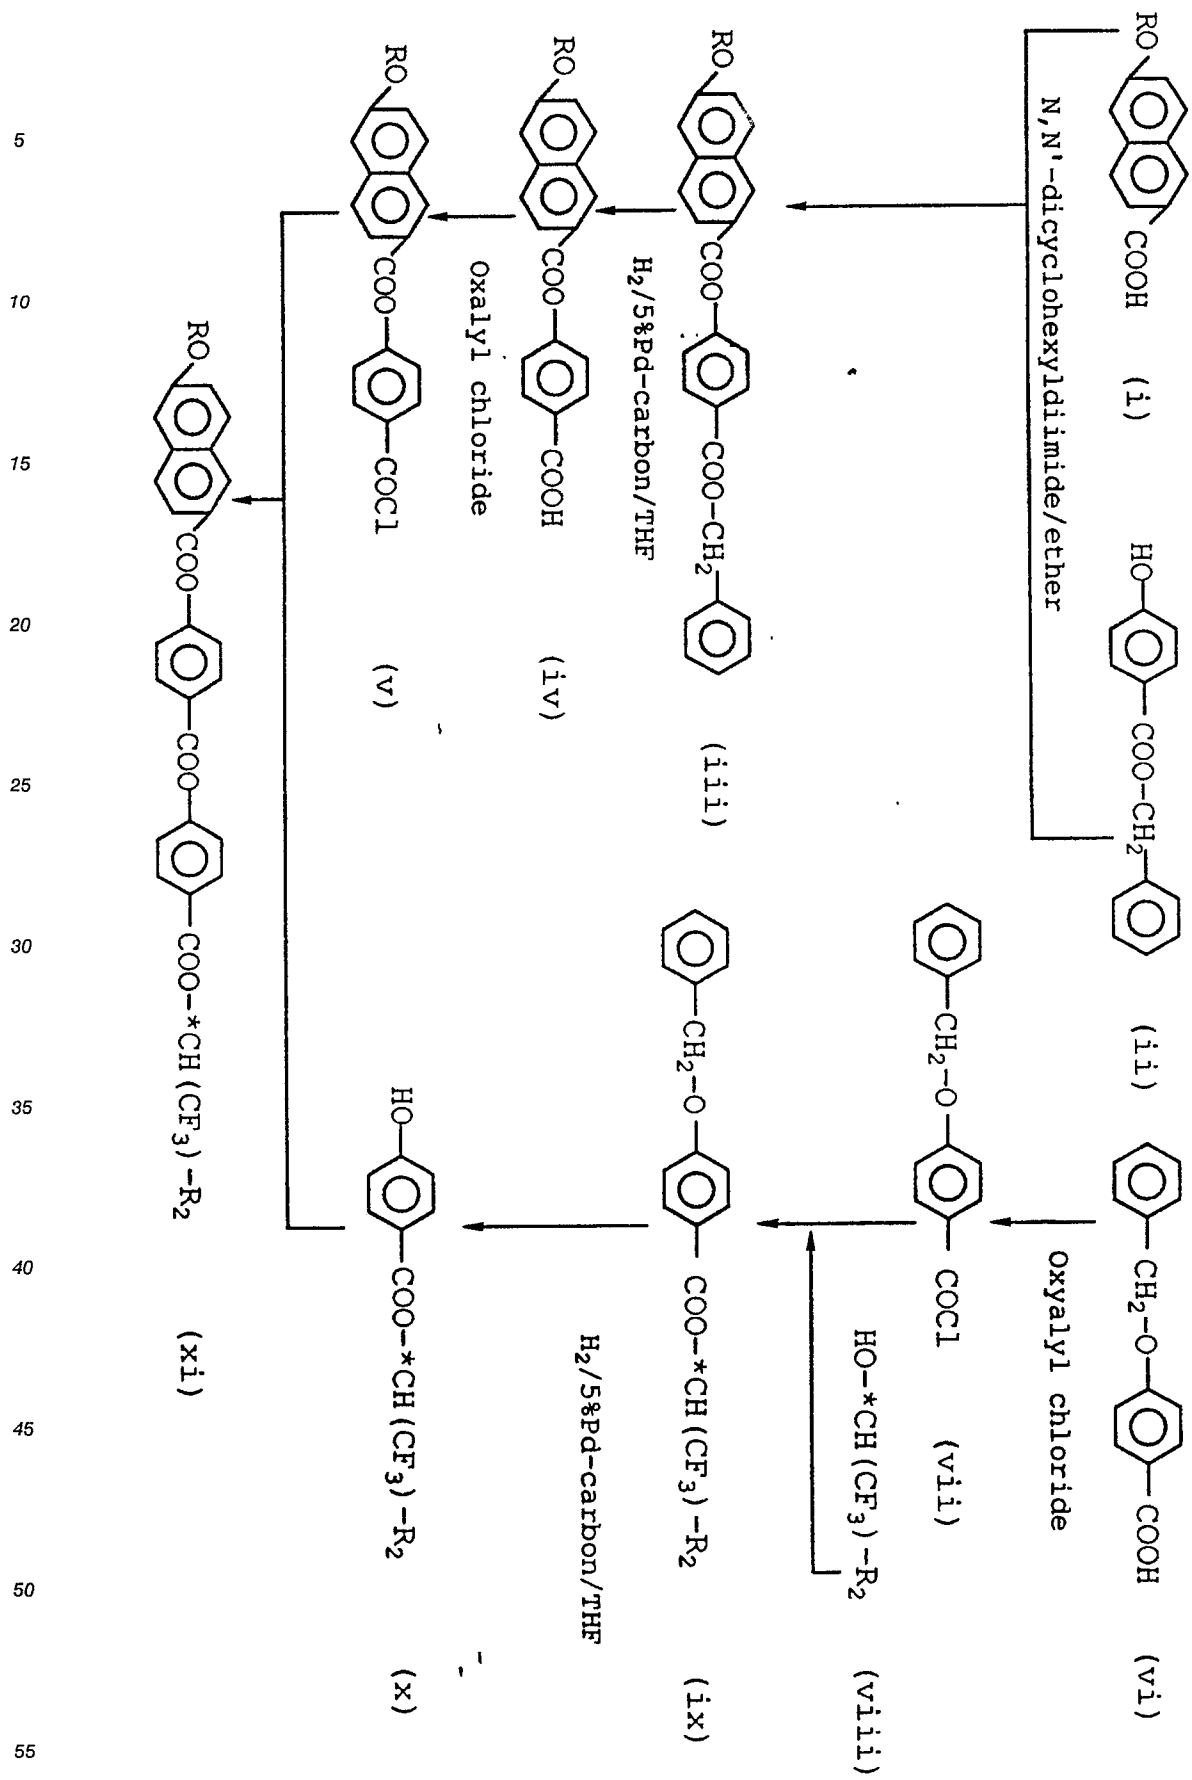 RO
COOH
(i)
HO
COO-CH2
(ii)
N,N'-dicyclohexyldiimide/ether
RO
COO
COO-CH2
(iii)
H2/5%Pd-carbon/THF
RO
COO
COOH
(iv)
Oxalyl chloride
RO
COO
COCl
(v)
CH2-O
COOH
(vi)
Oxyalyl chloride
CH2-O
COCl
(vii)
HO-*CH(CF3)-R2
(viii)
CH2-O
COO-*CH(CF3)-R2
(ix)
H2/5%Pd-carbon/THF
HO
COO-*CH(CF3)-R2
(x)
RO
COO
COO
COO-*CH(CF3)-R2
(xi)
5
10
15
20
25
30
35
40
45
50
55